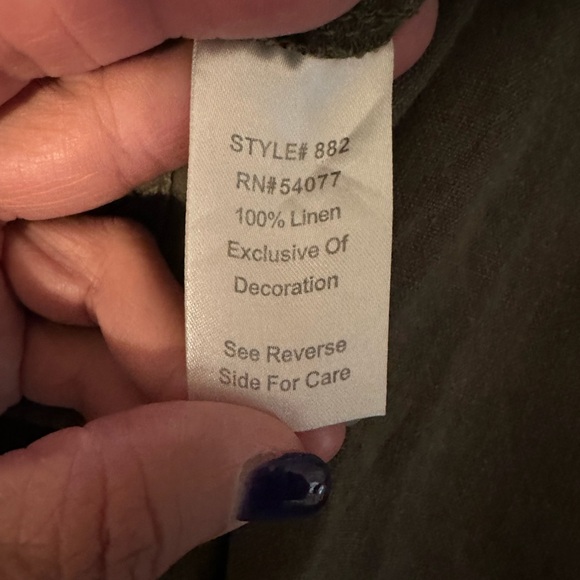 STYLE# 882
RN#54077
100% Linen
Exclusive Of
Decoration
See Reverse
Side For Care